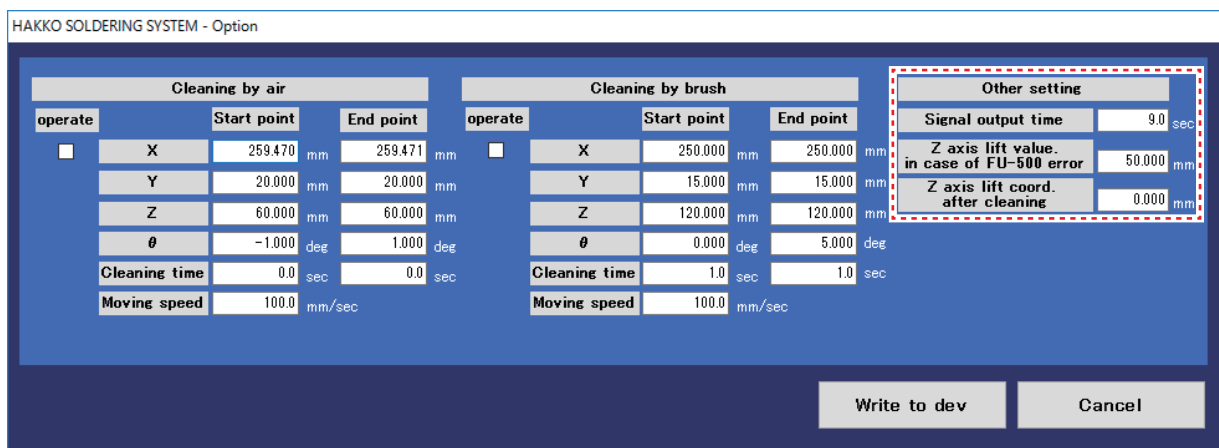 HAKKO SOLDERING SYSTEM - Option
Cleaning by air
operate Start point End point
X 259.470 mm 259.471 mm
Y 20.000 mm 20.000 mm
Z 60.000 mm 60.000 mm
θ -1.000 deg 1.000 deg
Cleaning time 0.0 sec 0.0 sec
Moving speed 100.0 mm/sec
Cleaning by brush
operate Start point End point
X 250.000 mm 250.000 mm
Y 15.000 mm 15.000 mm
Z 120.000 mm 120.000 mm
θ 0.000 deg 5.000 deg
Cleaning time 1.0 sec 1.0 sec
Moving speed 100.0 mm/sec
Other setting
Signal output time 9.0 sec
Z axis lift value.
in case of FU-500 error 50.000 mm
Z axis lift coord.
after cleaning 0.000 mm
Write to dev Cancel